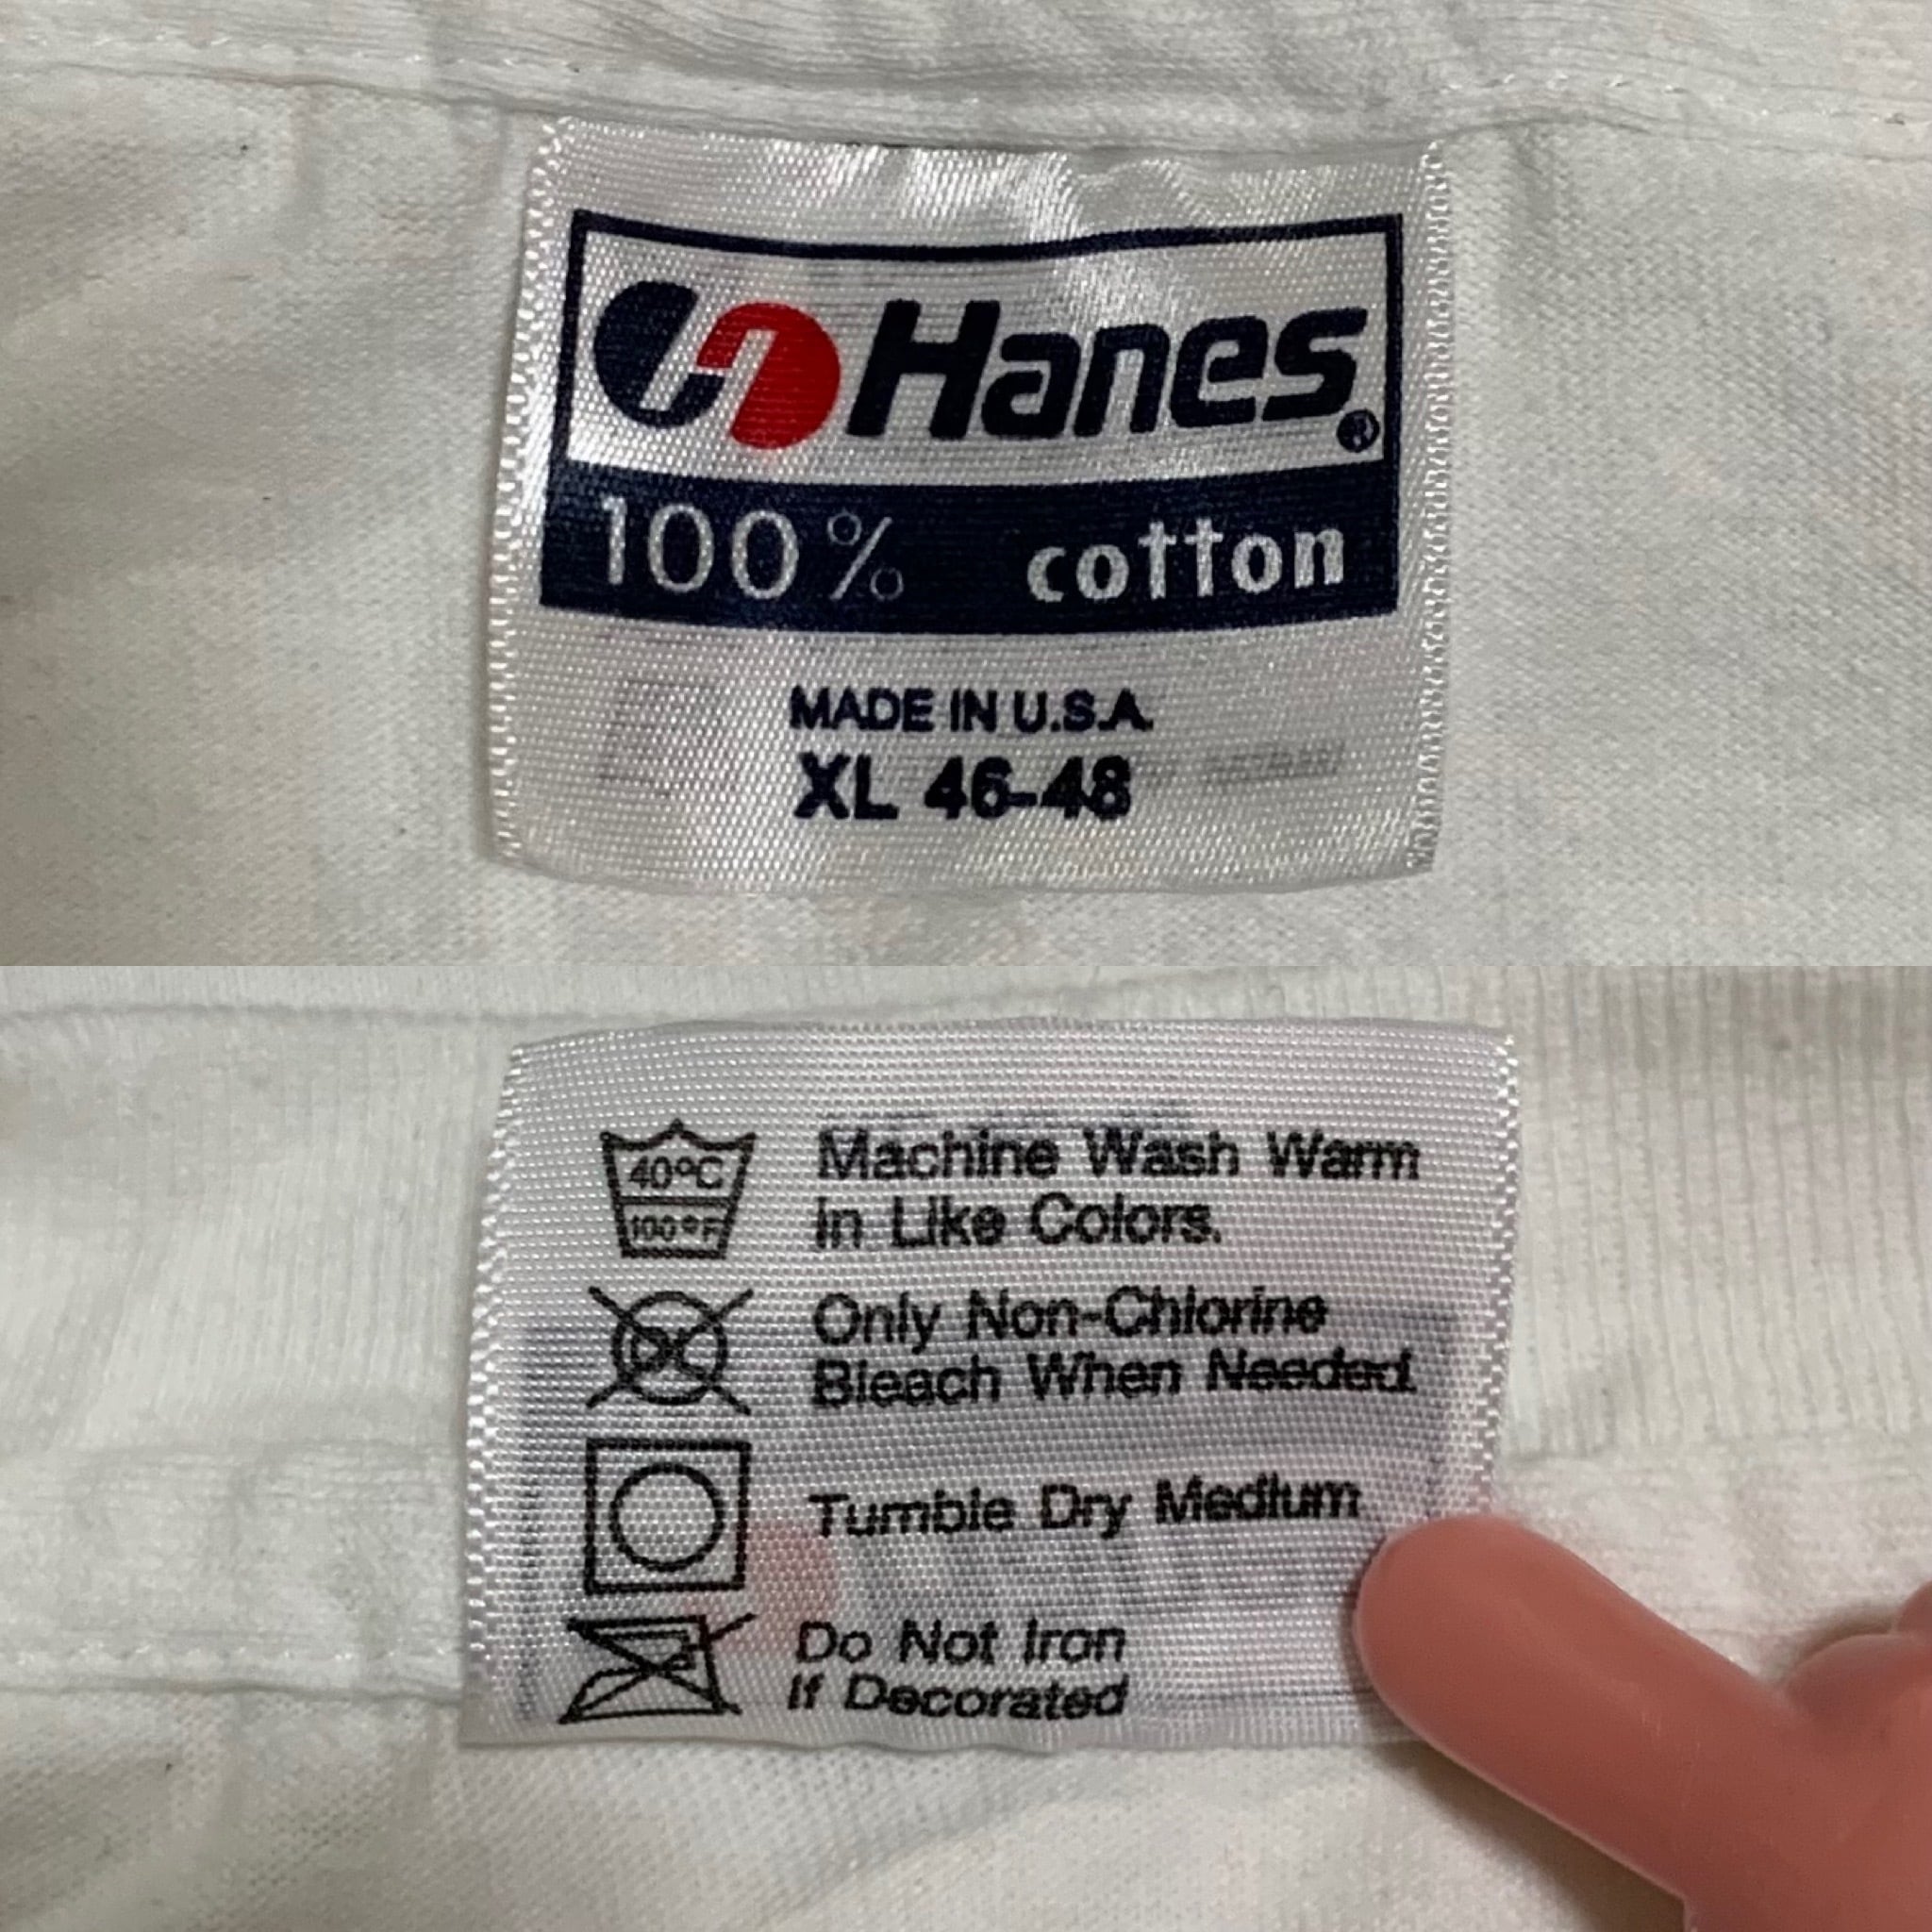 Hanes®
100% cotton
MADE IN U.S.A.
XL 46-48
40°C
100°F
Machine Wash Warm
In Like Colors.
Only Non-Chlorine
Bleach When Needed.
Tumble Dry Medium
Do Not Iron
If Decorated